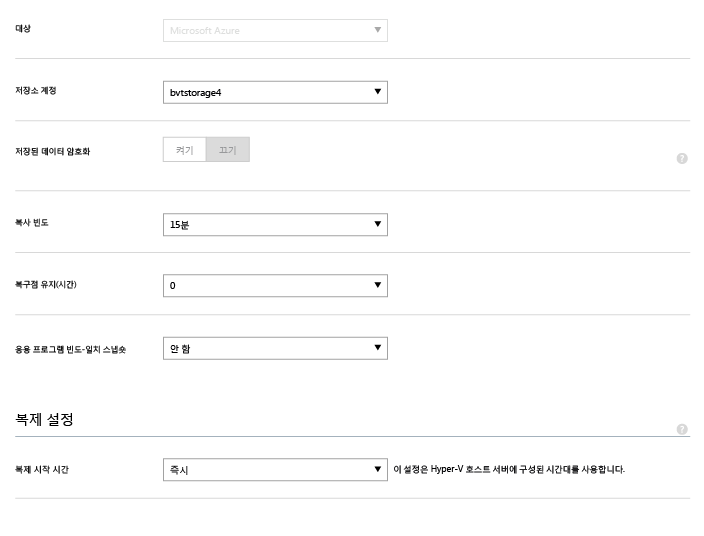 대상
Microsoft Azure
저장소 계정
bvtstorage4
저장된 데이터 암호화
켜기 끄기
?
복사 빈도
15분
복구점 유지(시간)
0
응용 프로그램 빈도-일치 스냅숏
안 함
복제 설정
?
복제 시작 시간
즉시
이 설정은 Hyper-V 호스트 서버에 구성된 시간대를 사용합니다.